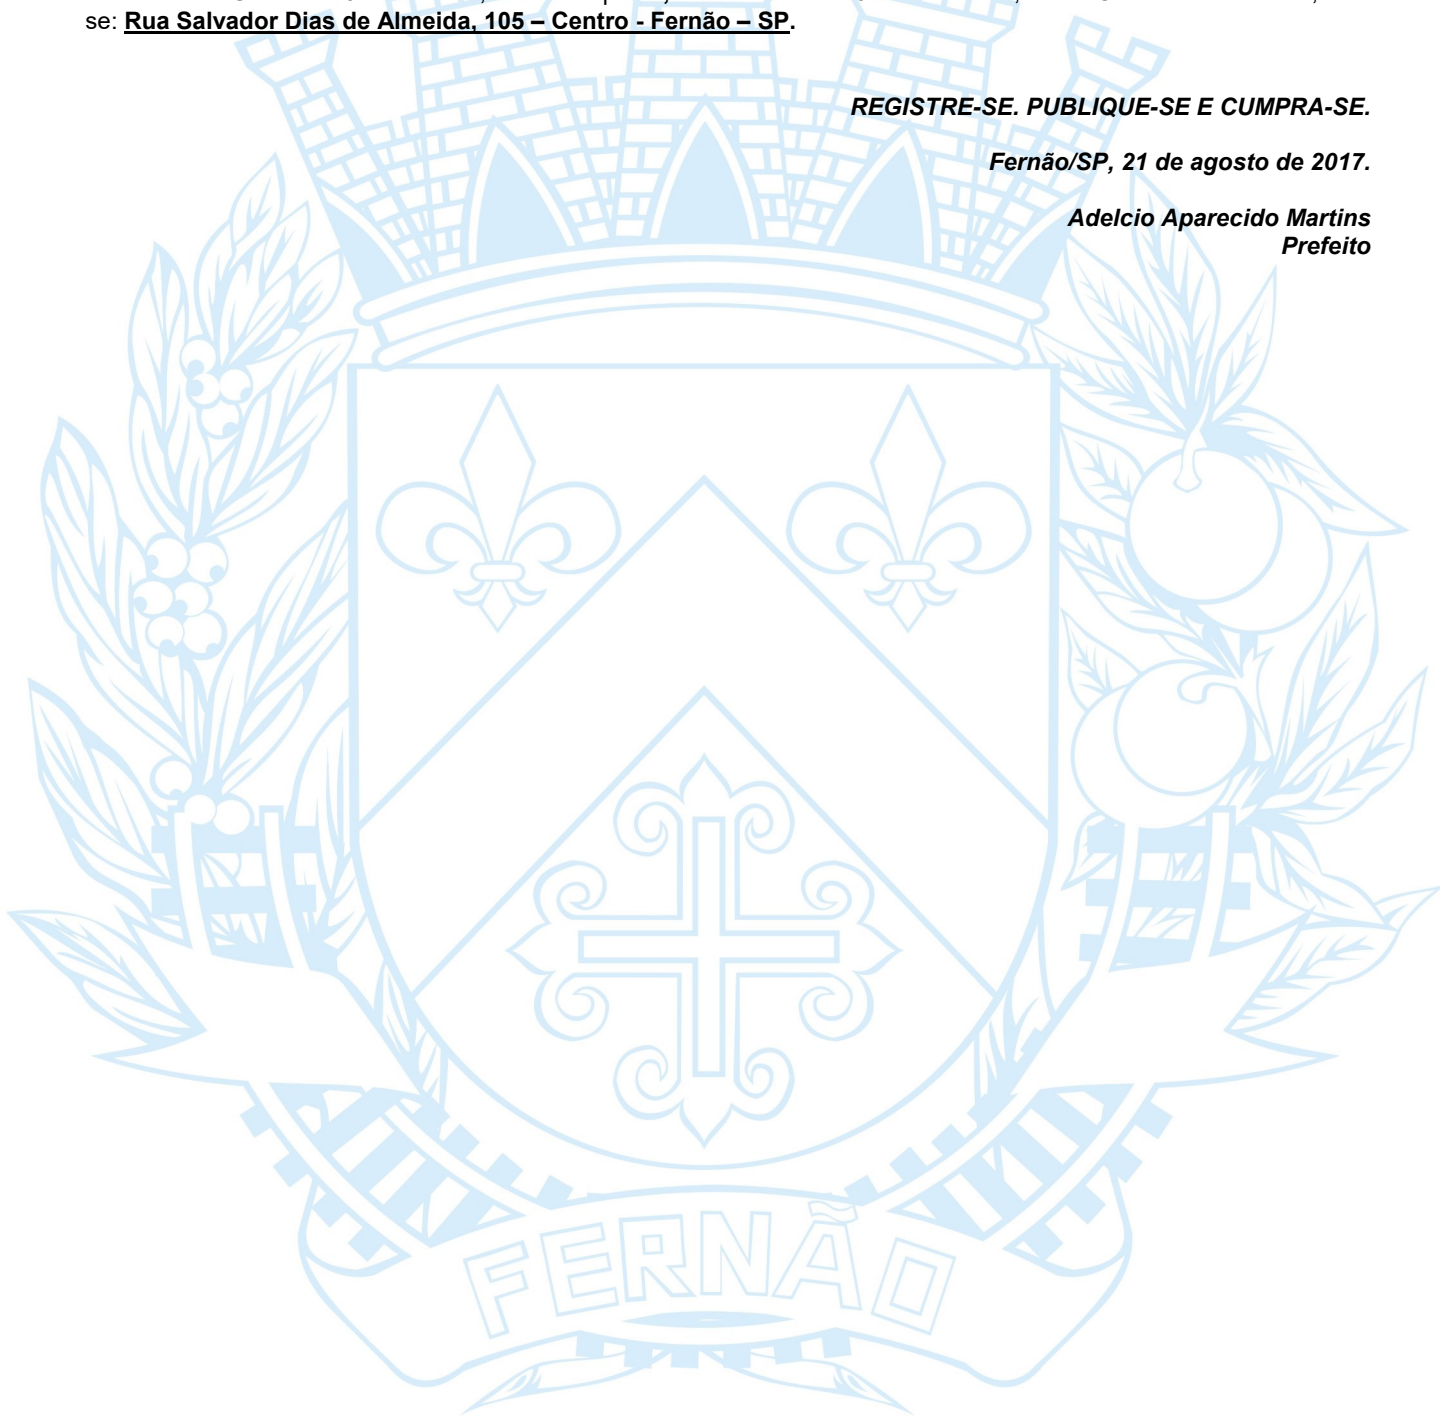 se: Rua Salvador Dias de Almeida, 105 – Centro - Fernão – SP.
REGISTRE-SE. PUBLIQUE-SE E CUMPRA-SE.
Fernão/SP, 21 de agosto de 2017.
Adelcio Aparecido Martins
Prefeito
FERNÃO